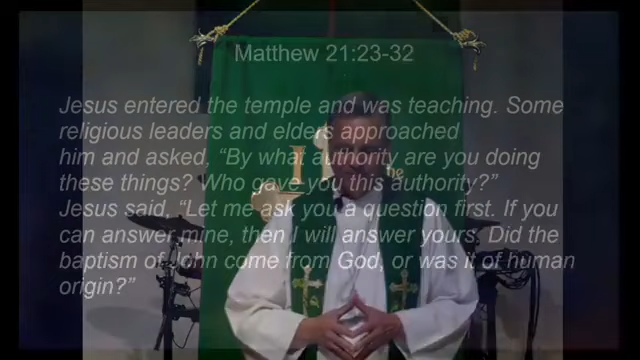 Matthew 21:23-32
Jesus entered the temple and was teaching. Some
religious leaders and elders approached
him and asked, “By what authority are you doing
these things? Who gave you this authority?”
Jesus said, “Let me ask you a question first. If you
can answer mine, then I will answer yours. Did the
baptism of John come from God, or was it of human
origin?”